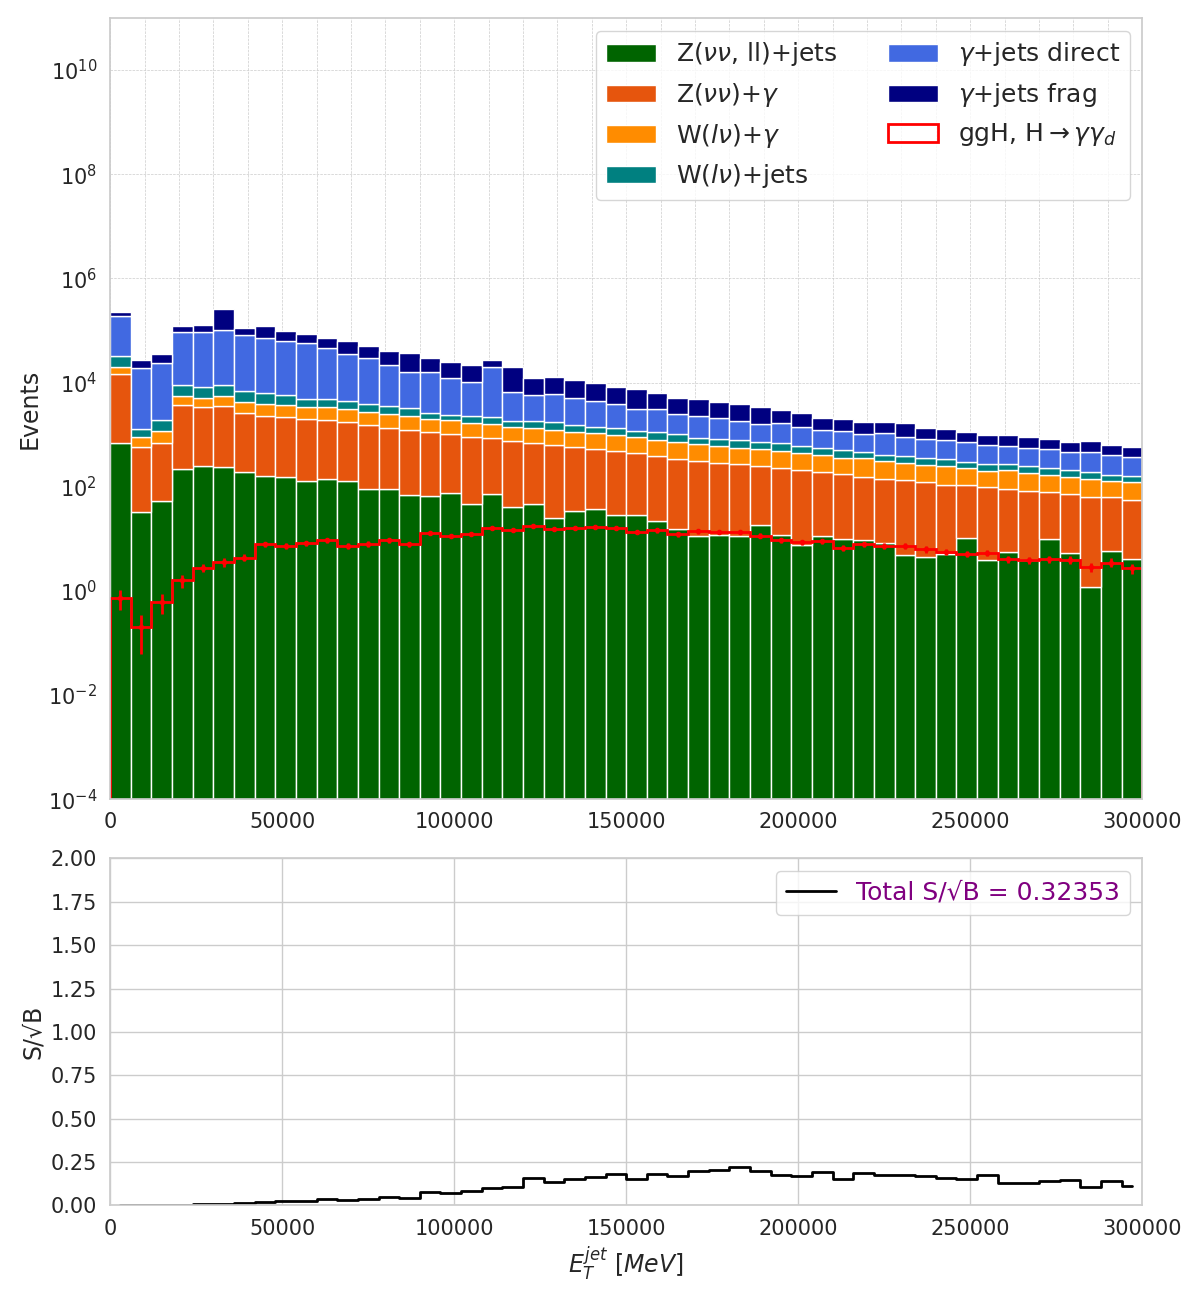 Z(νν, ll)+jets
Z(νν)+γ
W(lν)+γ
W(lν)+jets
γ+jets direct
γ+jets frag
ggH, H→γγ_d
Events
10^10
10^8
10^6
10^4
10^2
10^0
10^−2
10^−4
0 50000 100000 150000 200000 250000 300000
Total S/√B = 0.32353
S/√B
2.00
1.75
1.50
1.25
1.00
0.75
0.50
0.25
0.00
0 50000 100000 150000 200000 250000 300000
E_T^jet [MeV]